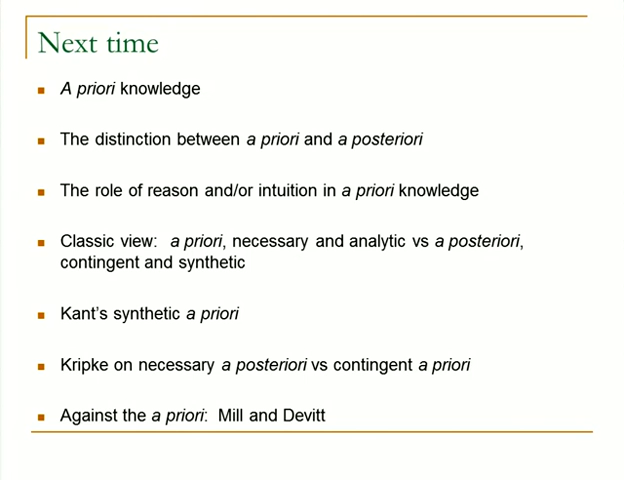 Next time
A priori knowledge
The distinction between a priori and a posteriori
The role of reason and/or intuition in a priori knowledge
Classic view:  a priori, necessary and analytic vs a posteriori,
contingent and synthetic
Kant's synthetic a priori
Kripke on necessary a posteriori vs contingent a priori
Against the a priori:  Mill and Devitt